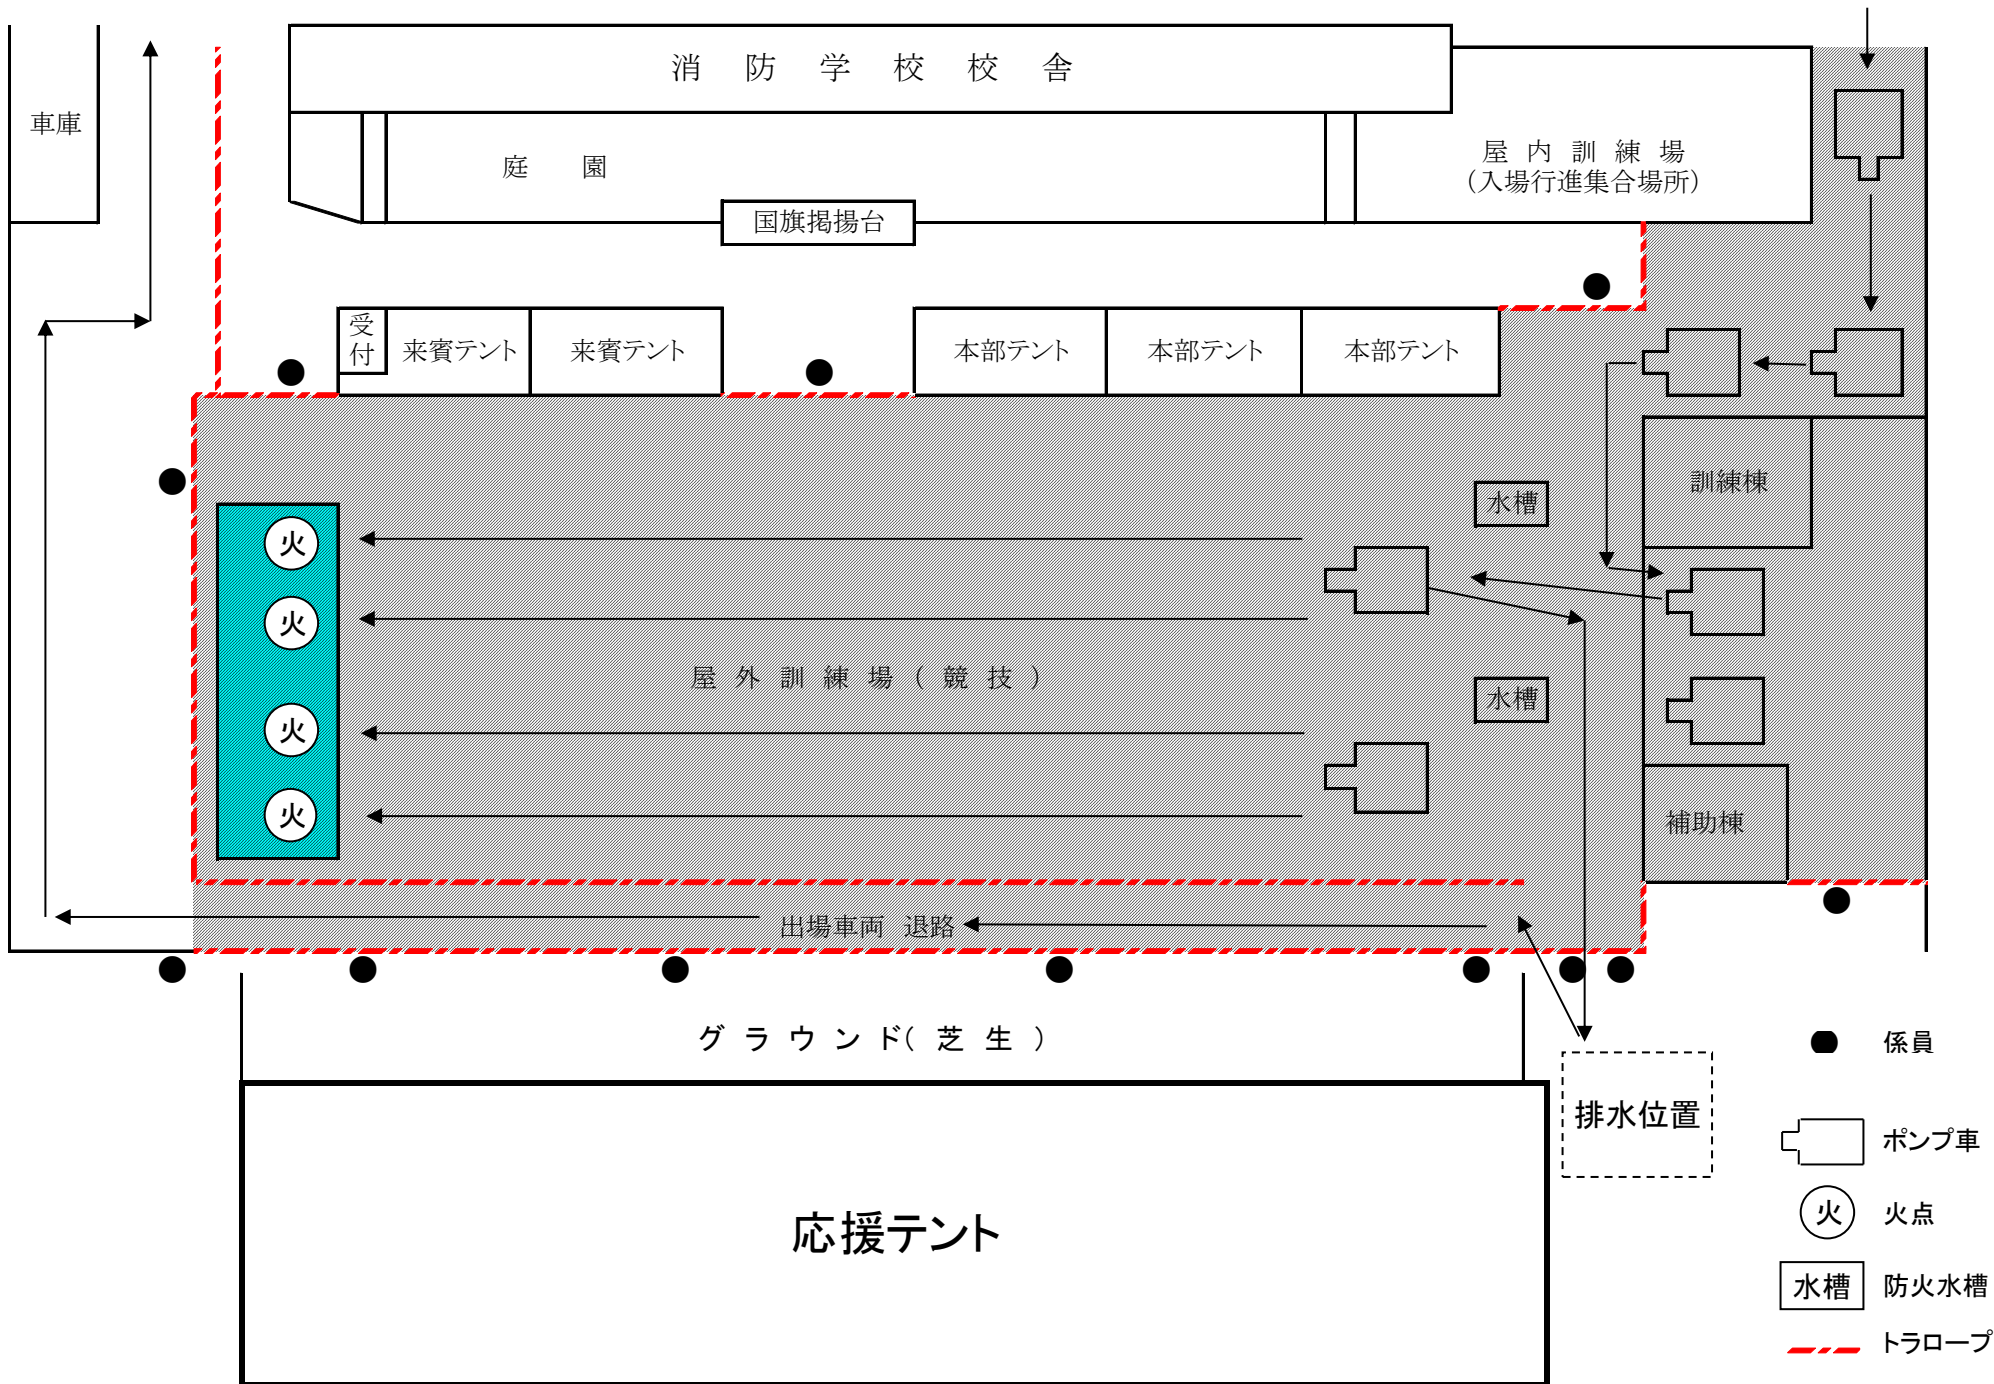 消 防 学 校 校 舎
車庫
庭 園
屋 内 訓 練 場
(入場行進集合場所)
国旗掲揚台
受
付
来賓テント
来賓テント
本部テント
本部テント
本部テント
訓練棟
水槽
火
火
屋 外 訓 練 場 ( 競 技 )
水槽
火
火
補助棟
出場車両 退路
グ ラ ウ ン ド( 芝 生 )
係員
排水位置
ポンプ車
応援テント
火 火点
水槽 防火水槽
トラロープ